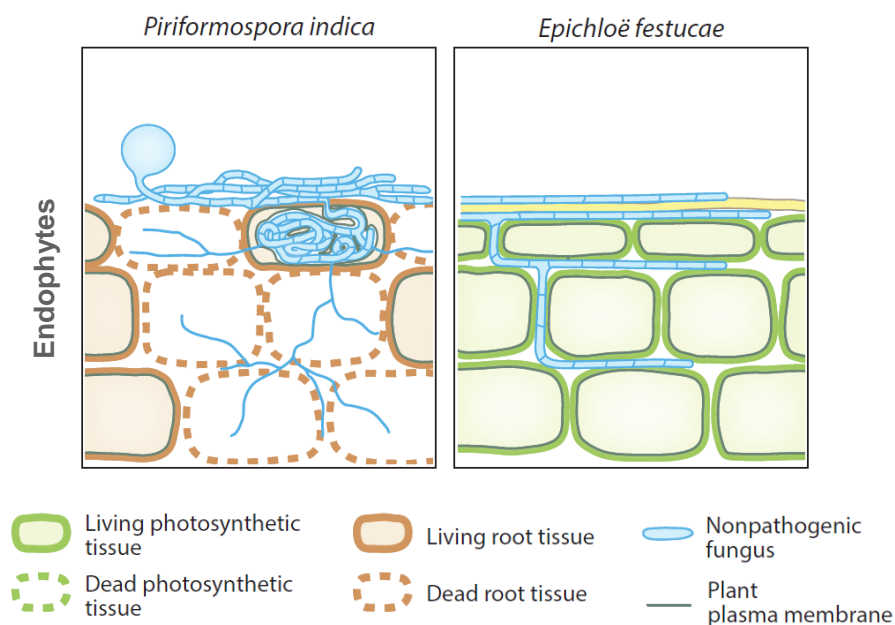 Piriformospora indica
Epichloë festucae
Endophytes
Living photosynthetic
tissue
Dead photosynthetic
tissue
Living root tissue
Dead root tissue
Nonpathogenic
fungus
Plant
plasma membrane